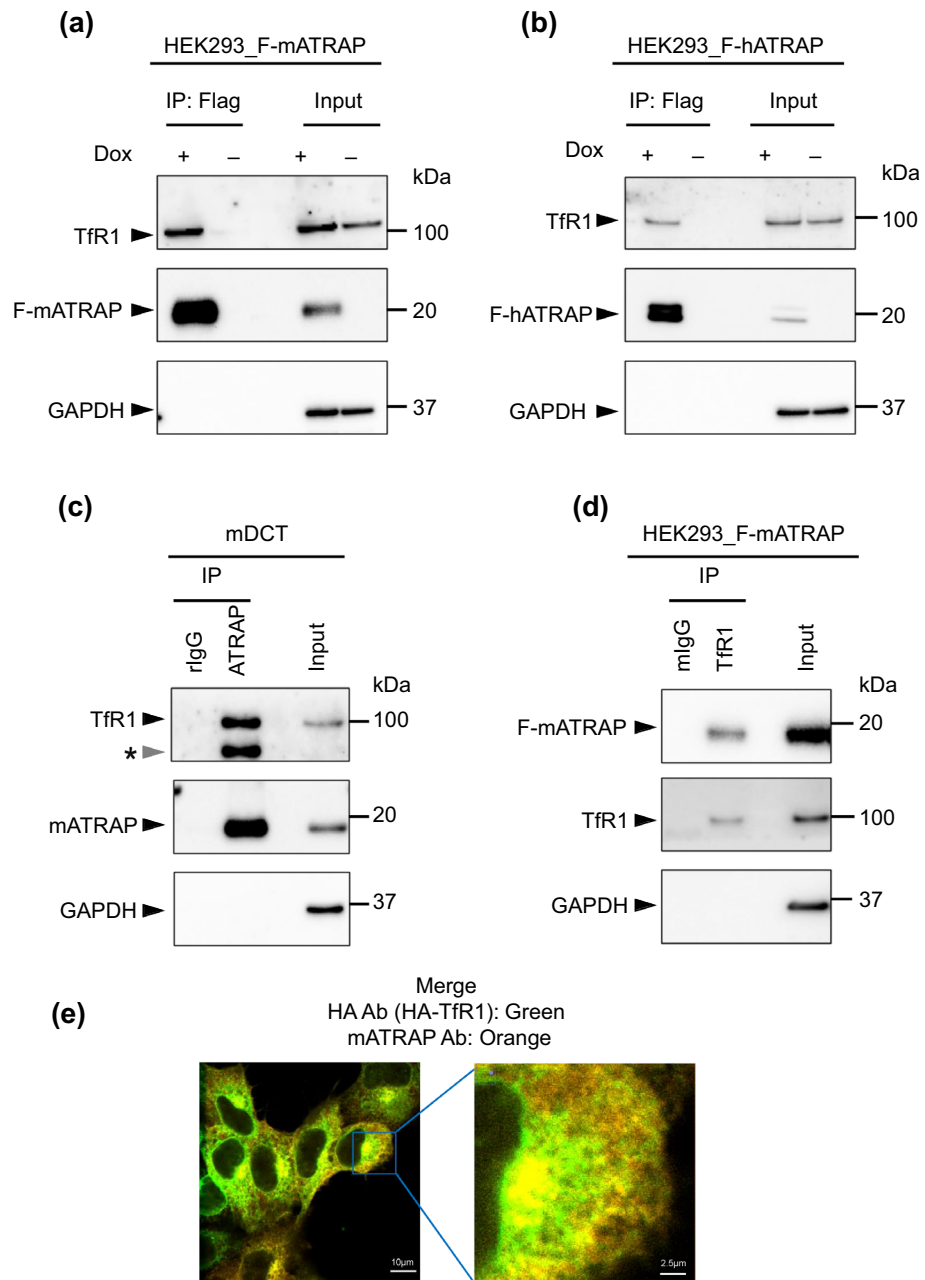 (a)
HEK293_F-mATRAP
IP: Flag Input
Dox + – + –
kDa
TfR1 100
F-mATRAP 20
GAPDH 37
(b)
HEK293_F-hATRAP
IP: Flag Input
Dox + – + –
kDa
TfR1 100
F-hATRAP 20
GAPDH 37
(c)
mDCT
IP
rIgG ATRAP Input
kDa
TfR1 100
*
mATRAP 20
GAPDH 37
(d)
HEK293_F-mATRAP
IP
mIgG TfR1 Input
kDa
F-mATRAP 20
TfR1 100
GAPDH 37
(e)
Merge
HA Ab (HA-TfR1): Green
mATRAP Ab: Orange
10µm
2.5µm